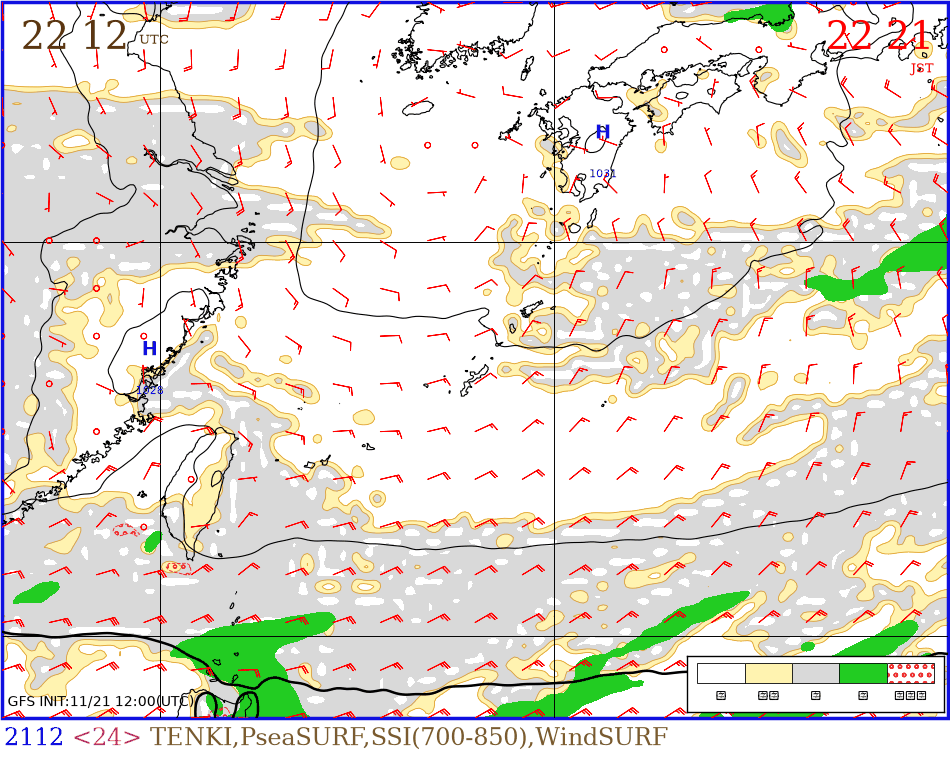 22 12 UTC
22 21
JST
H
1031
H
1028
GFS INIT:11/21 12:00(UTC)
2112 <24> TENKI,PseaSURF,SSI(700-850),WindSURF